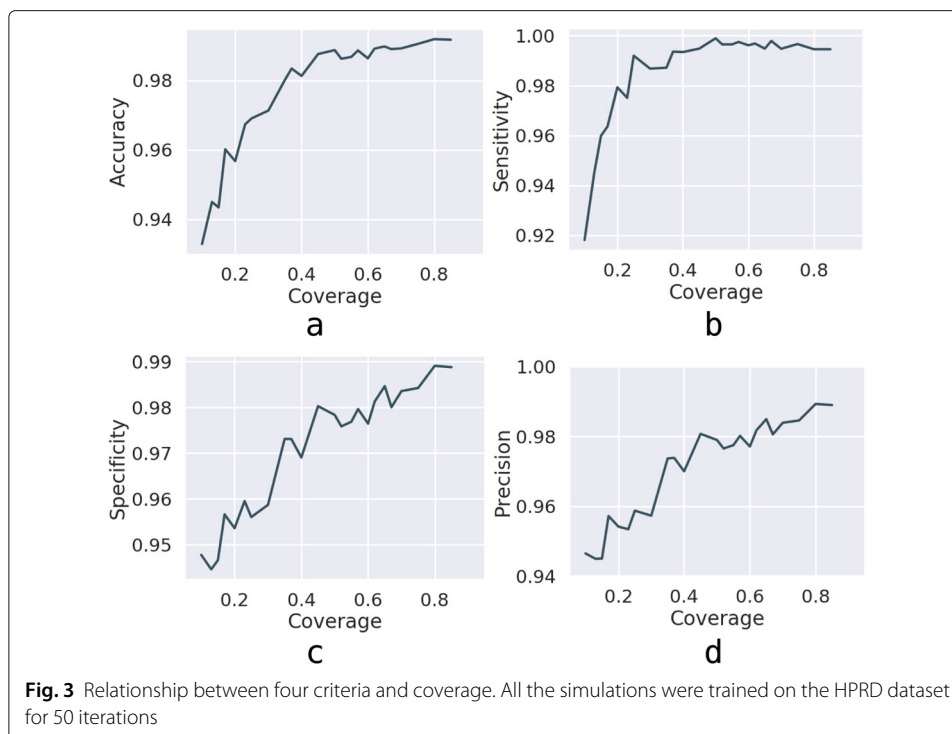 0.98
0.96
0.94
Accuracy
0.2 0.4 0.6 0.8
Coverage
a
1.00
0.98
0.96
0.94
0.92
Sensitivity
0.2 0.4 0.6 0.8
Coverage
b
0.99
0.98
0.97
0.96
0.95
Specificity
0.2 0.4 0.6 0.8
Coverage
c
1.00
0.98
0.96
0.94
Precision
0.2 0.4 0.6 0.8
Coverage
d
Fig. 3 Relationship between four criteria and coverage. All the simulations were trained on the HPRD dataset
for 50 iterations